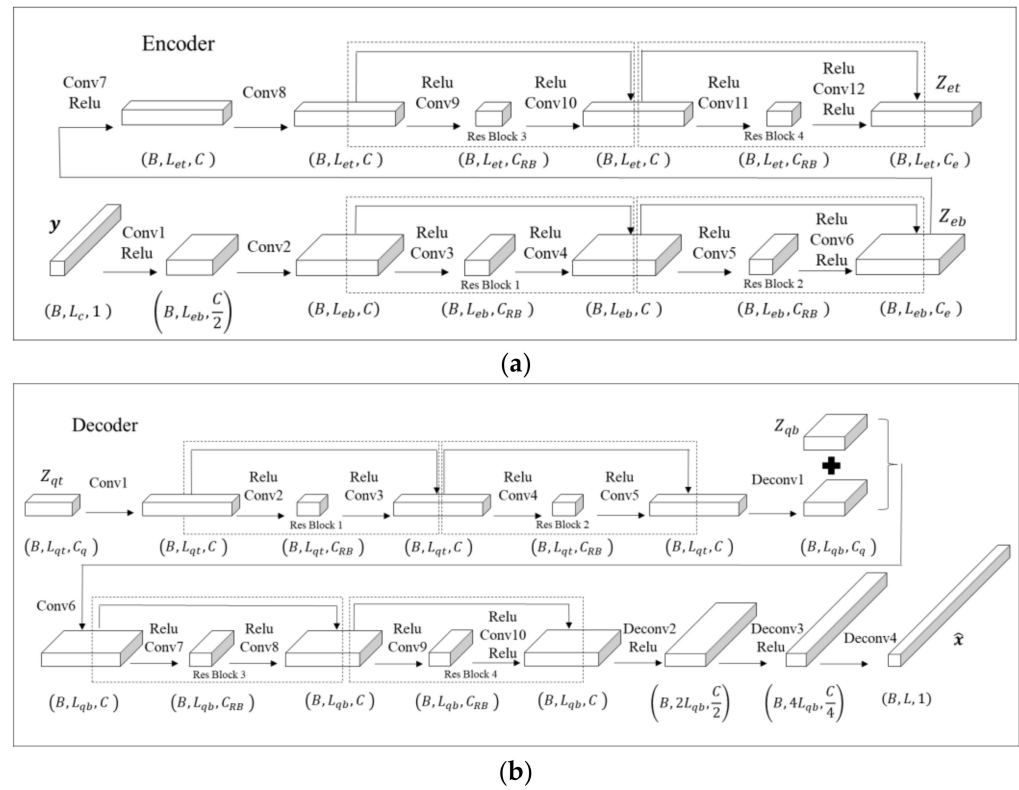 Encoder
Conv7
Relu
Conv8
Relu
Conv9
Relu
Conv10
Relu
Conv11
Relu
Conv12
Relu
Z_et
Res Block 3
Res Block 4
(B, L_et, C)
(B, L_et, C)
(B, L_et, C_RB)
(B, L_et, C)
(B, L_et, C_RB)
(B, L_et, C_e)
y
Conv1
Relu
Conv2
Relu
Conv3
Relu
Conv4
Relu
Conv5
Relu
Conv6
Relu
Z_eb
Res Block 1
Res Block 2
(B, L_c, 1)
(B, L_eb, C/2)
(B, L_eb, C)
(B, L_eb, C_RB)
(B, L_eb, C)
(B, L_eb, C_RB)
(B, L_eb, C_e)
(a)
Decoder
Z_qt
Conv1
Relu
Conv2
Relu
Conv3
Relu
Conv4
Relu
Conv5
Deconv1
Z_qb
+
Res Block 1
Res Block 2
(B, L_qt, C_q)
(B, L_qt, C)
(B, L_qt, C_RB)
(B, L_qt, C)
(B, L_qt, C_RB)
(B, L_qt, C)
(B, L_qb, C_q)
Conv6
Relu
Conv7
Relu
Conv8
Relu
Conv9
Relu
Conv10
Relu
Deconv2
Relu
Deconv3
Relu
Deconv4
x̂
Res Block 3
Res Block 4
(B, L_qb, C)
(B, L_qb, C_RB)
(B, L_qb, C)
(B, L_qb, C_RB)
(B, L_qb, C)
(B, 2L_qb, C/2)
(B, 4L_qb, C/4)
(B, L, 1)
(b)